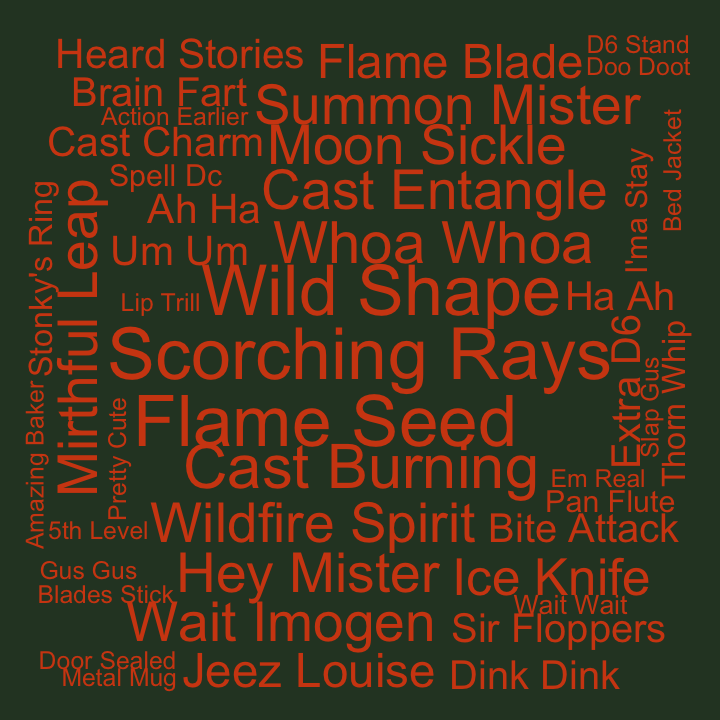 Heard Stories
Flame Blade
D6 Stand
Doo Doot
Brain Fart
Summon Mister
Action Earlier
Cast Charm
Moon Sickle
Bed Jacket
I'ma Stay
Spell Dc
Cast Entangle
Ah Ha
Stonky's Ring
Mirthful Leap
Um Um
Whoa Whoa
Wild Shape
Lip Trill
Ha Ah
Scorching Rays
Extra D6
Slap Gus
Thorn Whip
Amazing Baker
Pretty Cute
Flame Seed
Cast Burning
Em Real
Pan Flute
5th Level
Wildfire Spirit
Bite Attack
Gus Gus
Hey Mister
Ice Knife
Blades Stick
Wait Wait
Wait Imogen
Sir Floppers
Door Sealed
Metal Mug
Jeez Louise
Dink Dink